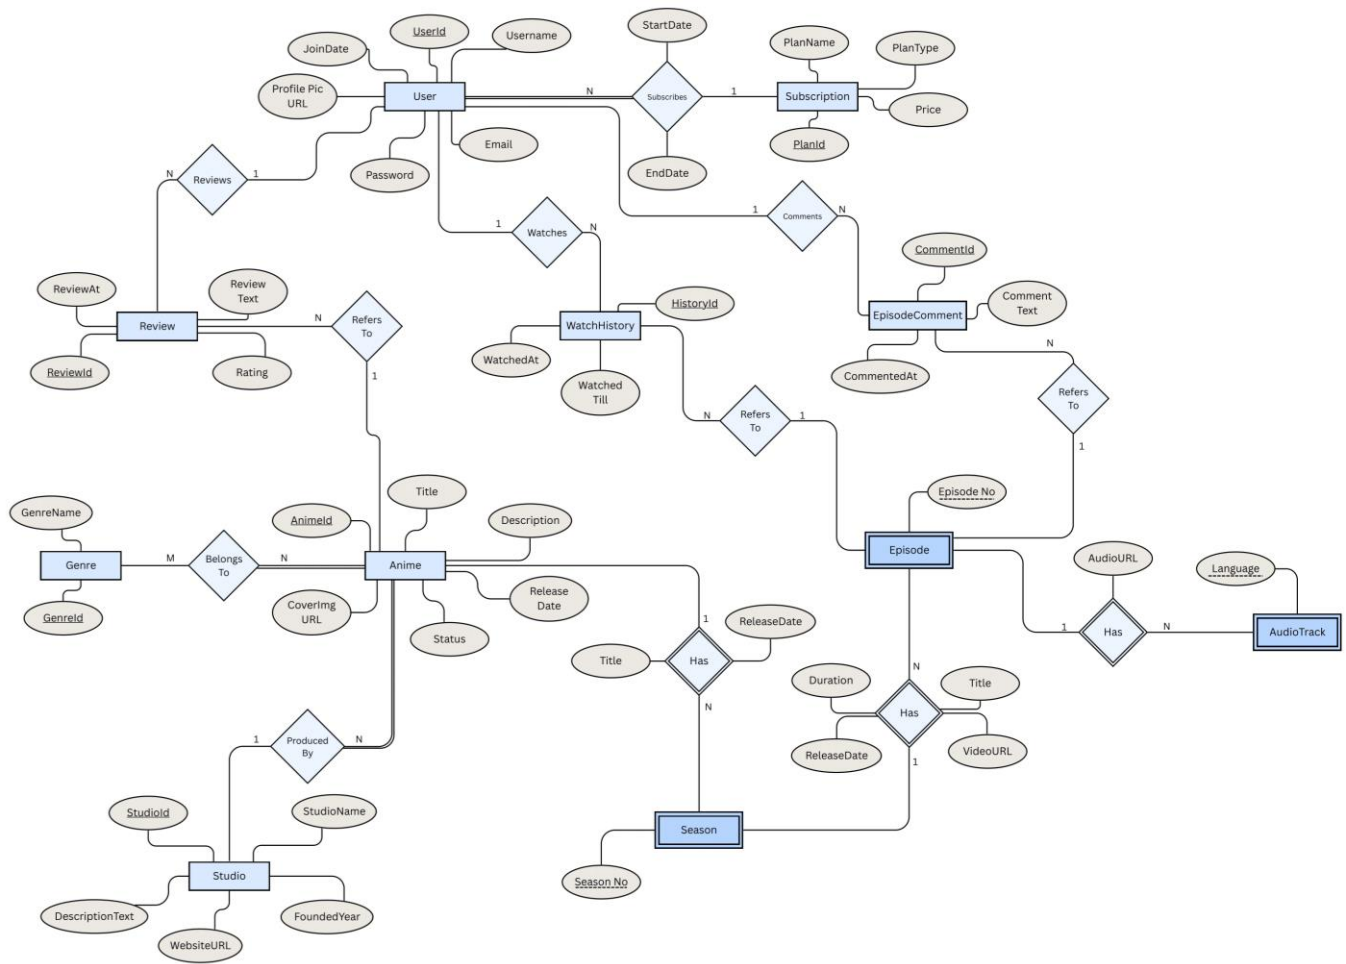 UserId
StartDate
Username
JoinDate
PlanName
PlanType
Profile Pic
URL
User
N
Subscribes
1
Subscription
Price
Email
PlanId
Password
EndDate
N
Reviews
1
1
Comments
N
1
Watches
N
CommentId
ReviewAt
Review
Text
HistoryId
Comment
Text
Review
N
Refers
To
WatchHistory
EpisodeComment
N
WatchedAt
ReviewId
Rating
1
CommentedAt
Watched
Till
Refers
To
N
Refers
To
1
1
Title
Episode No
GenreName
AnimeId
Description
Episode
AudioURL
Genre
M
Belongs
To
N
Anime
Language
CoverImg
URL
Release
Date
GenreId
1
ReleaseDate
1
Has
N
AudioTrack
Status
Title
Has
N
Duration
Title
N
Has
1
Produced
By
N
ReleaseDate
VideoURL
1
StudioId
StudioName
Season
Studio
Season No
DescriptionText
FoundedYear
WebsiteURL